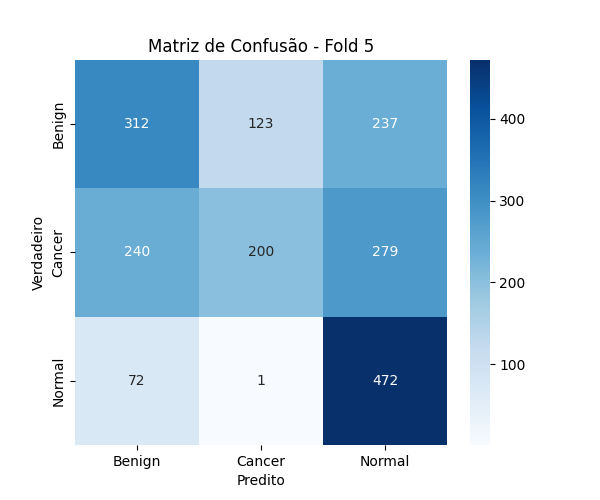 Matriz de Confusão - Fold 5
Verdadeiro
Benign
312
123
237
Cancer
240
200
279
Normal
72
1
472
Benign
Cancer
Normal
Predito
400
300
200
100